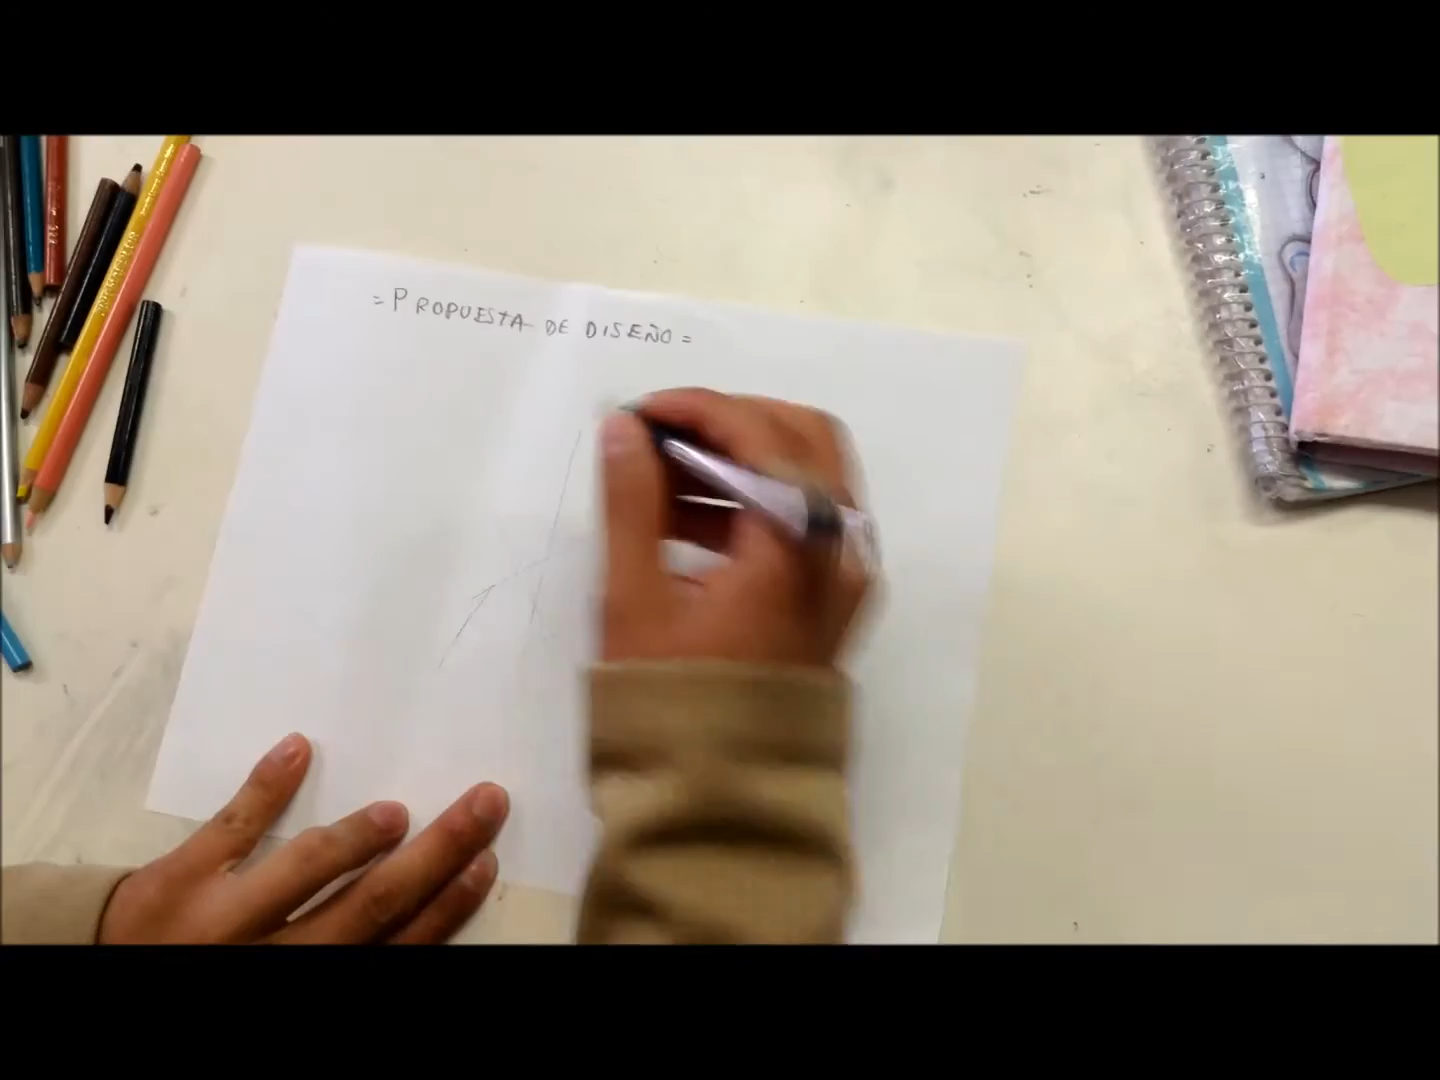 = PROPUESTA DE DISEÑO =